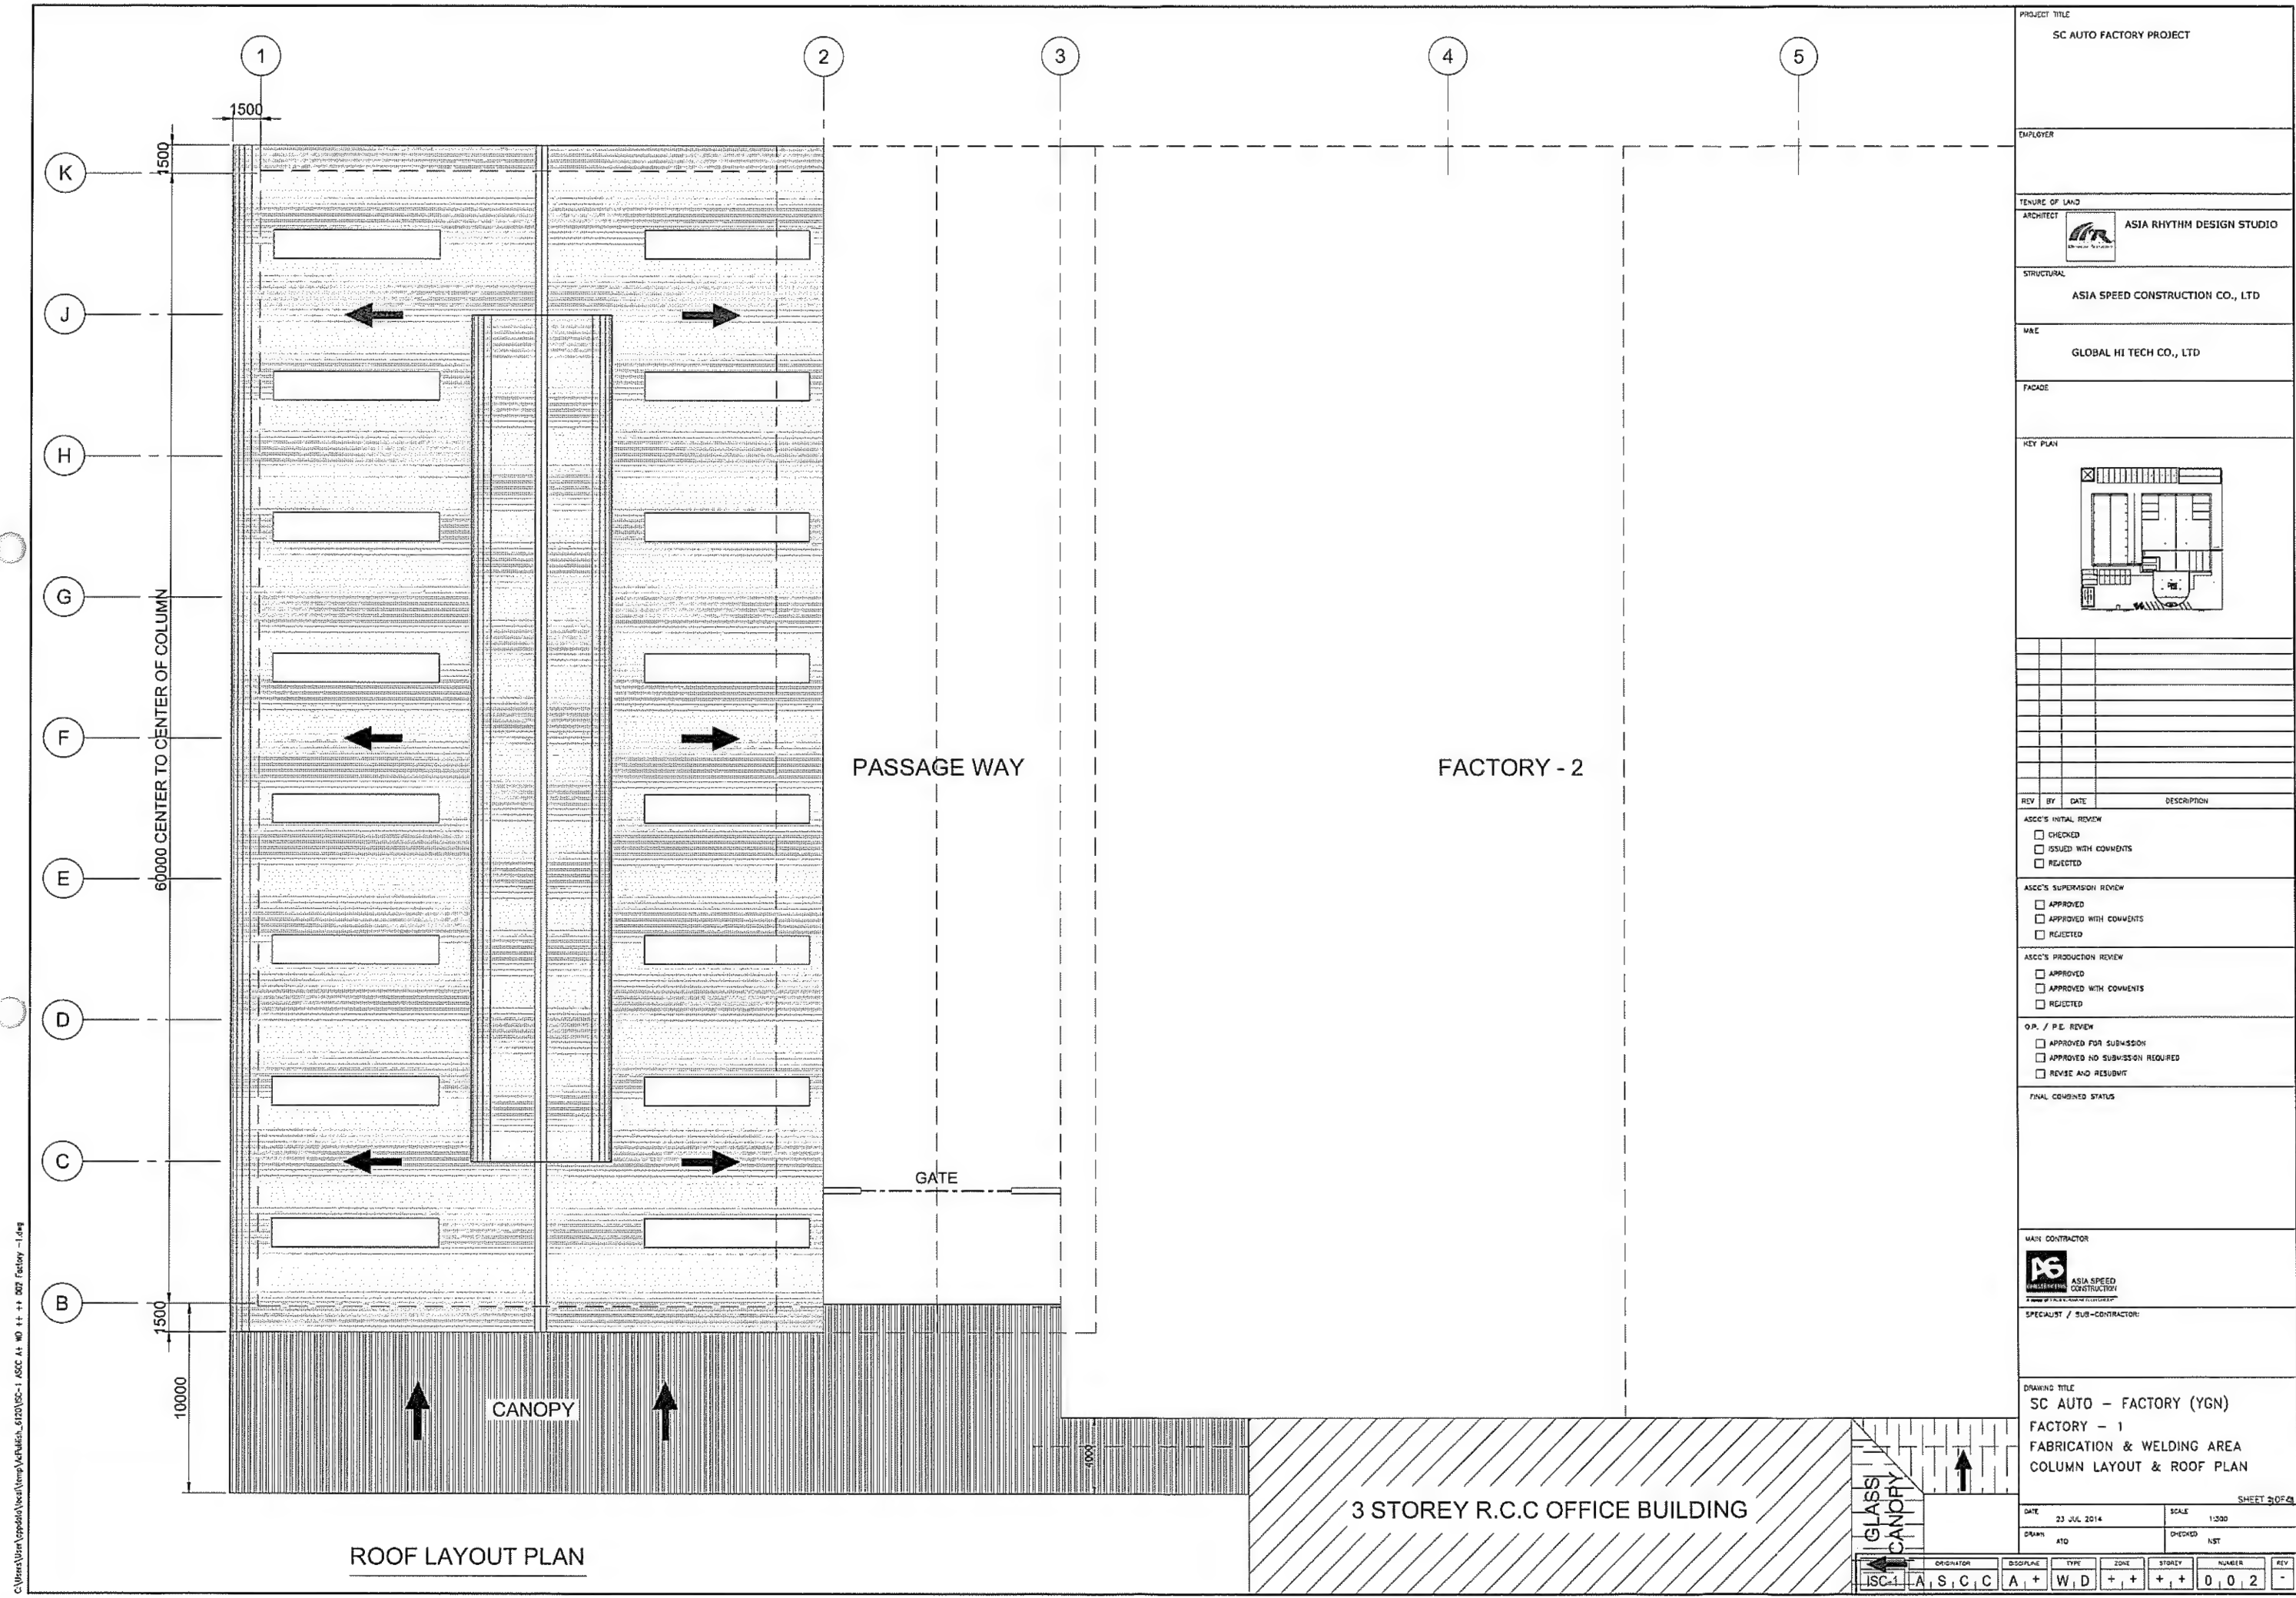 1
2
3
4
5
1500
1500
K
J
H
G
F
E
D
C
B
60000 CENTER TO CENTER OF COLUMN
1500
10000
PASSAGE WAY
FACTORY - 2
GATE
CANOPY
4000
3 STOREY R.C.C OFFICE BUILDING
GLASS
CANOPY
ROOF LAYOUT PLAN
PROJECT TITLE
SC AUTO FACTORY PROJECT
EMPLOYER
TENURE OF LAND
ARCHITECT
ASIA RHYTHM DESIGN STUDIO
STRUCTURAL
ASIA SPEED CONSTRUCTION CO., LTD
M&E
GLOBAL HI TECH CO., LTD
FACADE
KEY PLAN
REV BY DATE DESCRIPTION
ASCC'S INITIAL REVIEW
CHECKED
ISSUED WITH COMMENTS
REJECTED
ASCC'S SUPERVISION REVIEW
APPROVED
APPROVED WITH COMMENTS
REJECTED
ASCC'S PRODUCTION REVIEW
APPROVED
APPROVED WITH COMMENTS
REJECTED
Q.P. / P.E. REVIEW
APPROVED FOR SUBMISSION
APPROVED NO SUBMISSION REQUIRED
REVISE AND RESUBMIT
FINAL COMBINED STATUS
MAIN CONTRACTOR
AS
ASIA SPEED
CONSTRUCTION
SPECIALIST / SUB-CONTRACTOR:
DRAWING TITLE
SC AUTO - FACTORY (YGN)
FACTORY - 1
FABRICATION & WELDING AREA
COLUMN LAYOUT & ROOF PLAN
SHEET
DATE
23 JUL 2014
SCALE
1:300
DRAWN
ATO
CHECKED
NST
ORIGINATOR DISCIPLINE TYPE ZONE STOREY NUMBER REV
ISC-1 A S C C A + W D + + + + 0 0 2 -